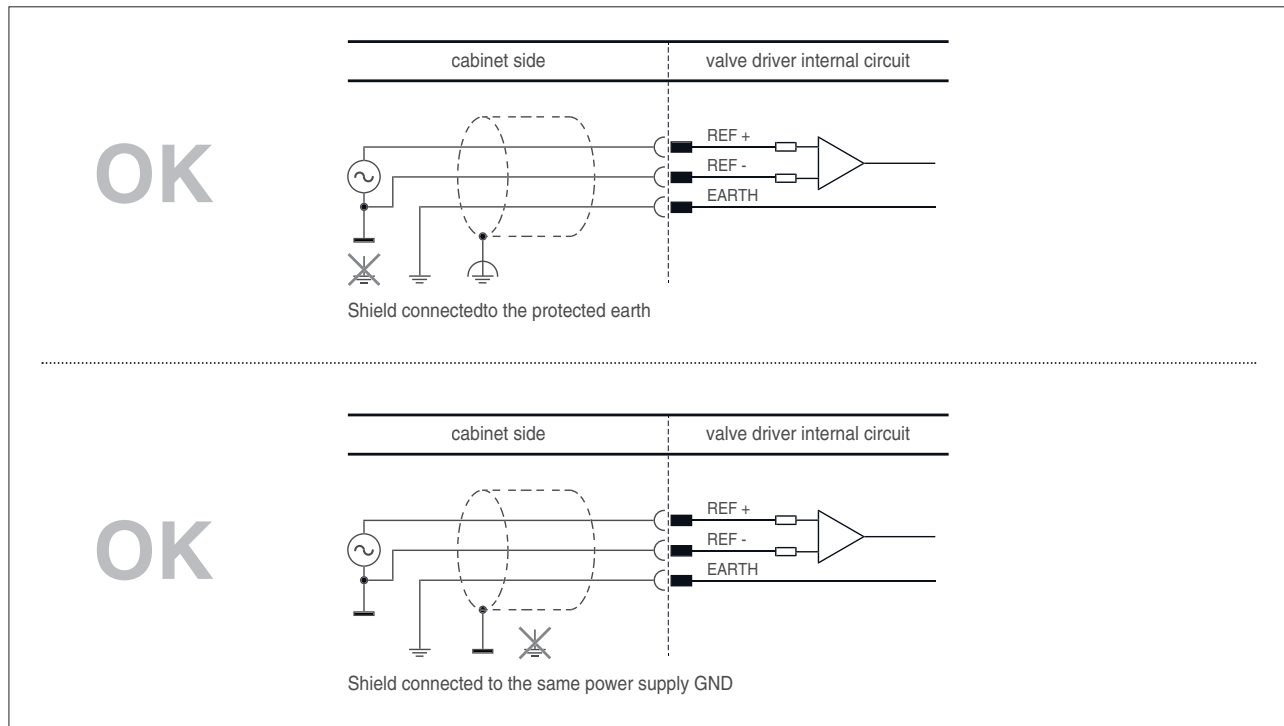 cabinet side
valve driver internal circuit
OK
REF +
REF -
EARTH
Shield connectedto the protected earth
cabinet side
valve driver internal circuit
OK
REF +
REF -
EARTH
Shield connected to the same power supply GND